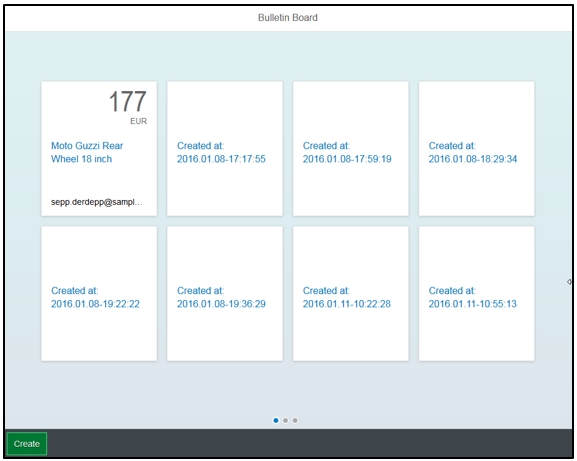 Bulletin Board
177
EUR
Moto Guzzi Rear
Wheel 18 inch
sepp.derdepp@sampl...
Created at:
2016.01.08-17:17:55
Created at:
2016.01.08-17:59:19
Created at:
2016.01.08-18:29:34
Created at:
2016.01.08-19:22:22
Created at:
2016.01.08-19:36:29
Created at:
2016.01.11-10:22:28
Created at:
2016.01.11-10:55:13
Create